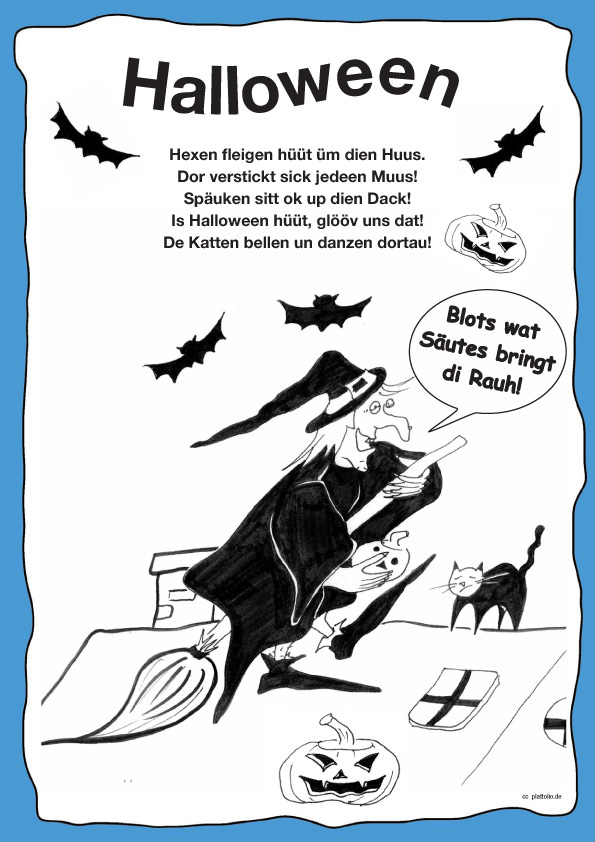 Halloween
Hexen fleigen hüüt üm dien Huus.
Dor verstickt sick jedeen Muus!
Späuken sitt ok up dien Dack!
Is Halloween hüüt, glööv uns dat!
De Katten bellen un danzen dortau!
Blots wat
Säutes bringt
di Rauh!
cc plattolio.de